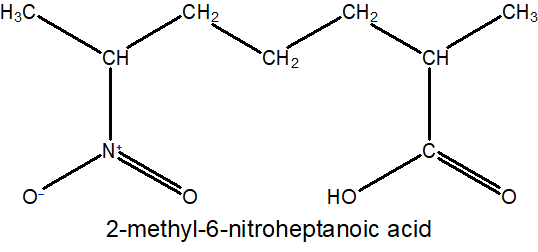 H₃C CH₂ CH₂ CH₃
CH CH₂ CH
N⁺ C
O⁻ O HO O
2-methyl-6-nitroheptanoic acid